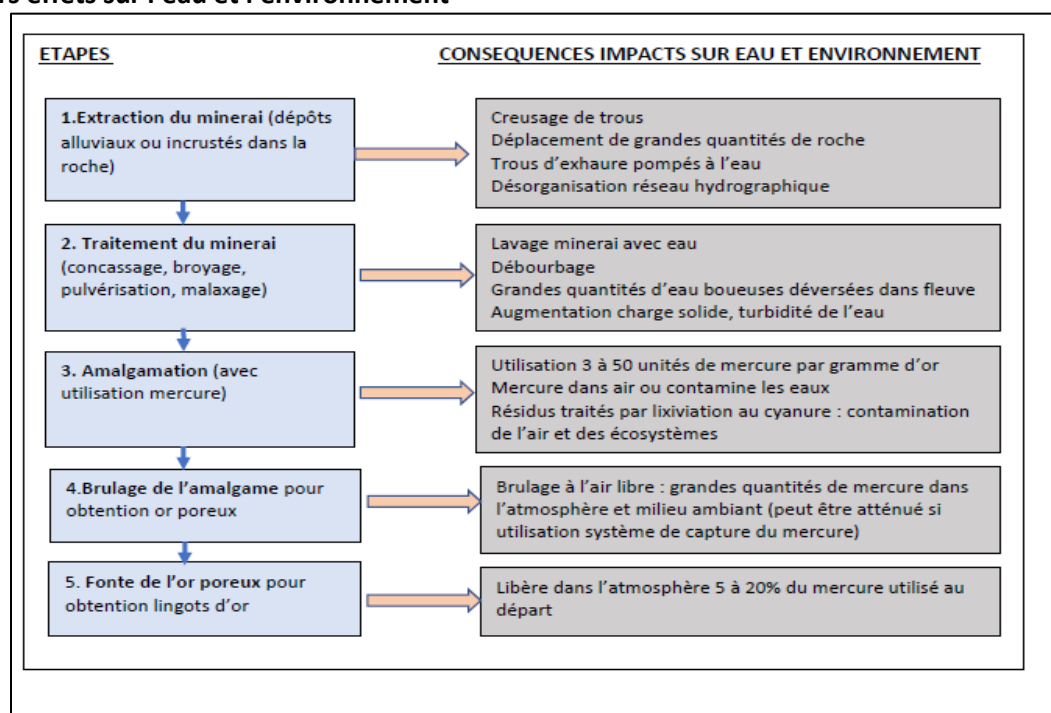 ETAPES
CONSEQUENCES IMPACTS SUR EAU ET ENVIRONNEMENT
1.Extraction du minerai (dépôts
alluviaux ou incrustés dans la
roche)
Creusage de trous
Déplacement de grandes quantités de roche
Trous d’exhaure pompés à l’eau
Désorganisation réseau hydrographique
2. Traitement du minerai
(concassage, broyage,
pulvérisation, malaxage)
Lavage minerai avec eau
Débourbage
Grandes quantités d’eau boueuses déversées dans fleuve
Augmentation charge solide, turbidité de l’eau
3. Amalgamation (avec
utilisation mercure)
Utilisation 3 à 50 unités de mercure par gramme d’or
Mercure dans air ou contamine les eaux
Résidus traités par lixiviation au cyanure : contamination
de l’air et des écosystèmes
4.Brulage de l’amalgame pour
obtention or poreux
Brulage à l’air libre : grandes quantités de mercure dans
l’atmosphère et milieu ambiant (peut être atténué si
utilisation système de capture du mercure)
5. Fonte de l’or poreux pour
obtention lingots d’or
Libère dans l’atmosphère 5 à 20% du mercure utilisé au
départ